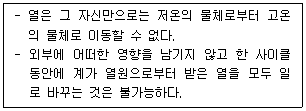 - 열은 그 자신만으로는 저온의 물체로부터 고온
의 물체로 이동할 수 없다.
- 외부에 어떠한 영향을 남기지 않고 한 사이클
동안에 계가 열원으로부터 받은 열을 모두 일
로 바꾸는 것은 불가능하다.